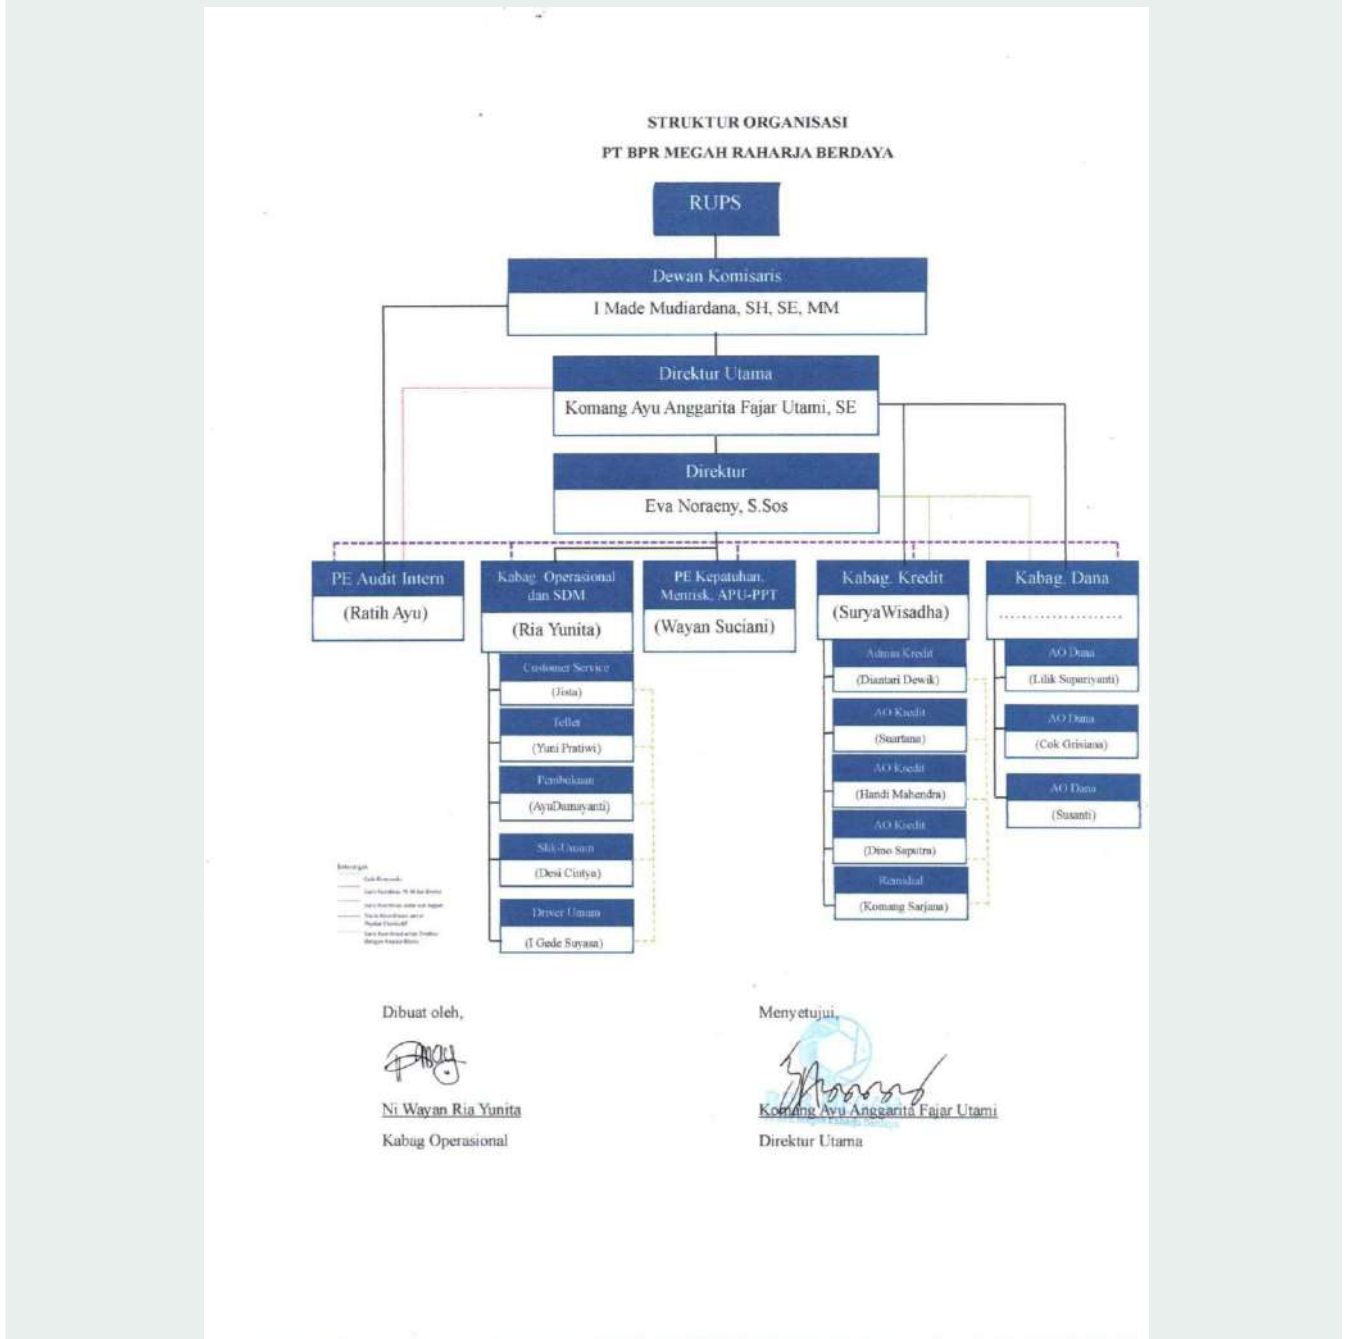 STRUKTUR ORGANISASI
PT BPR MEGAH RAHARJA BERDAYA
RUPS
Dewan Komisaris
I Made Mudiardana, SH, SE, MM
Direktur Utama
Komang Ayu Anggarita Fajar Utami, SE
Direktur
Eva Noraeny, S.Sos
PE Audit Intern
(Ratih Ayu)
Kabag. Operasional
dan SDM
(Ria Yunita)
Customer Service
(Jista)
Teller
(Yuni Pratiwi)
Pembukuan
(AyuDamayanti)
Slik-Umum
(Desi Cintya)
Driver Umum
(I Gede Suyasa)
PE Kepatuhan,
Menrisk, APU-PPT
(Wayan Suciani)
Kabag. Kredit
(SuryaWisadha)
Admin Kredit
(Diantari Dewik)
AO Kredit
(Suartana)
AO Kredit
(Handi Mahendra)
AO Kredit
(Dino Saputra)
Remidial
(Komang Sarjana)
Kabag. Dana
.....................
AO Dana
(Lilik Supariyanti)
AO Dana
(Cok Grisiana)
AO Dana
(Susanti)
Keterangan
Dibuat oleh,
Ni Wayan Ria Yunita
Kabag Operasional
Menyetujui,
Komang Ayu Anggarita Fajar Utami
Direktur Utama